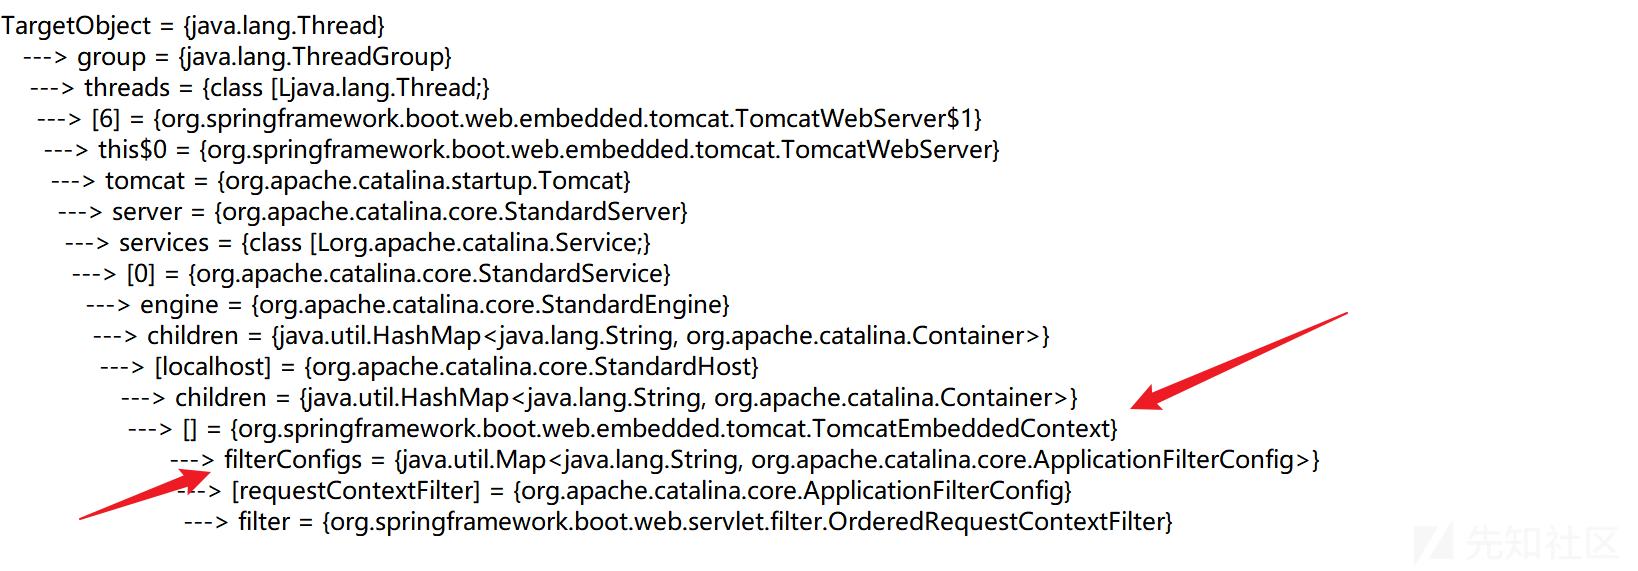 TargetObject = {java.lang.Thread}
---> group = {java.lang.ThreadGroup}
---> threads = {class [Ljava.lang.Thread;}
---> [6] = {org.springframework.boot.web.embedded.tomcat.TomcatWebServer$1}
---> this$0 = {org.springframework.boot.web.embedded.tomcat.TomcatWebServer}
---> tomcat = {org.apache.catalina.startup.Tomcat}
---> server = {org.apache.catalina.core.StandardServer}
---> services = {class [Lorg.apache.catalina.Service;}
---> [0] = {org.apache.catalina.core.StandardService}
---> engine = {org.apache.catalina.core.StandardEngine}
---> children = {java.util.HashMap<java.lang.String, org.apache.catalina.Container>}
---> [localhost] = {org.apache.catalina.core.StandardHost}
---> children = {java.util.HashMap<java.lang.String, org.apache.catalina.Container>}
---> [] = {org.springframework.boot.web.embedded.tomcat.TomcatEmbeddedContext}
---> filterConfigs = {java.util.Map<java.lang.String, org.apache.catalina.core.ApplicationFilterConfig>}
---> [requestContextFilter] = {org.apache.catalina.core.ApplicationFilterConfig}
---> filter = {org.springframework.boot.web.servlet.filter.OrderedRequestContextFilter}
先知社区